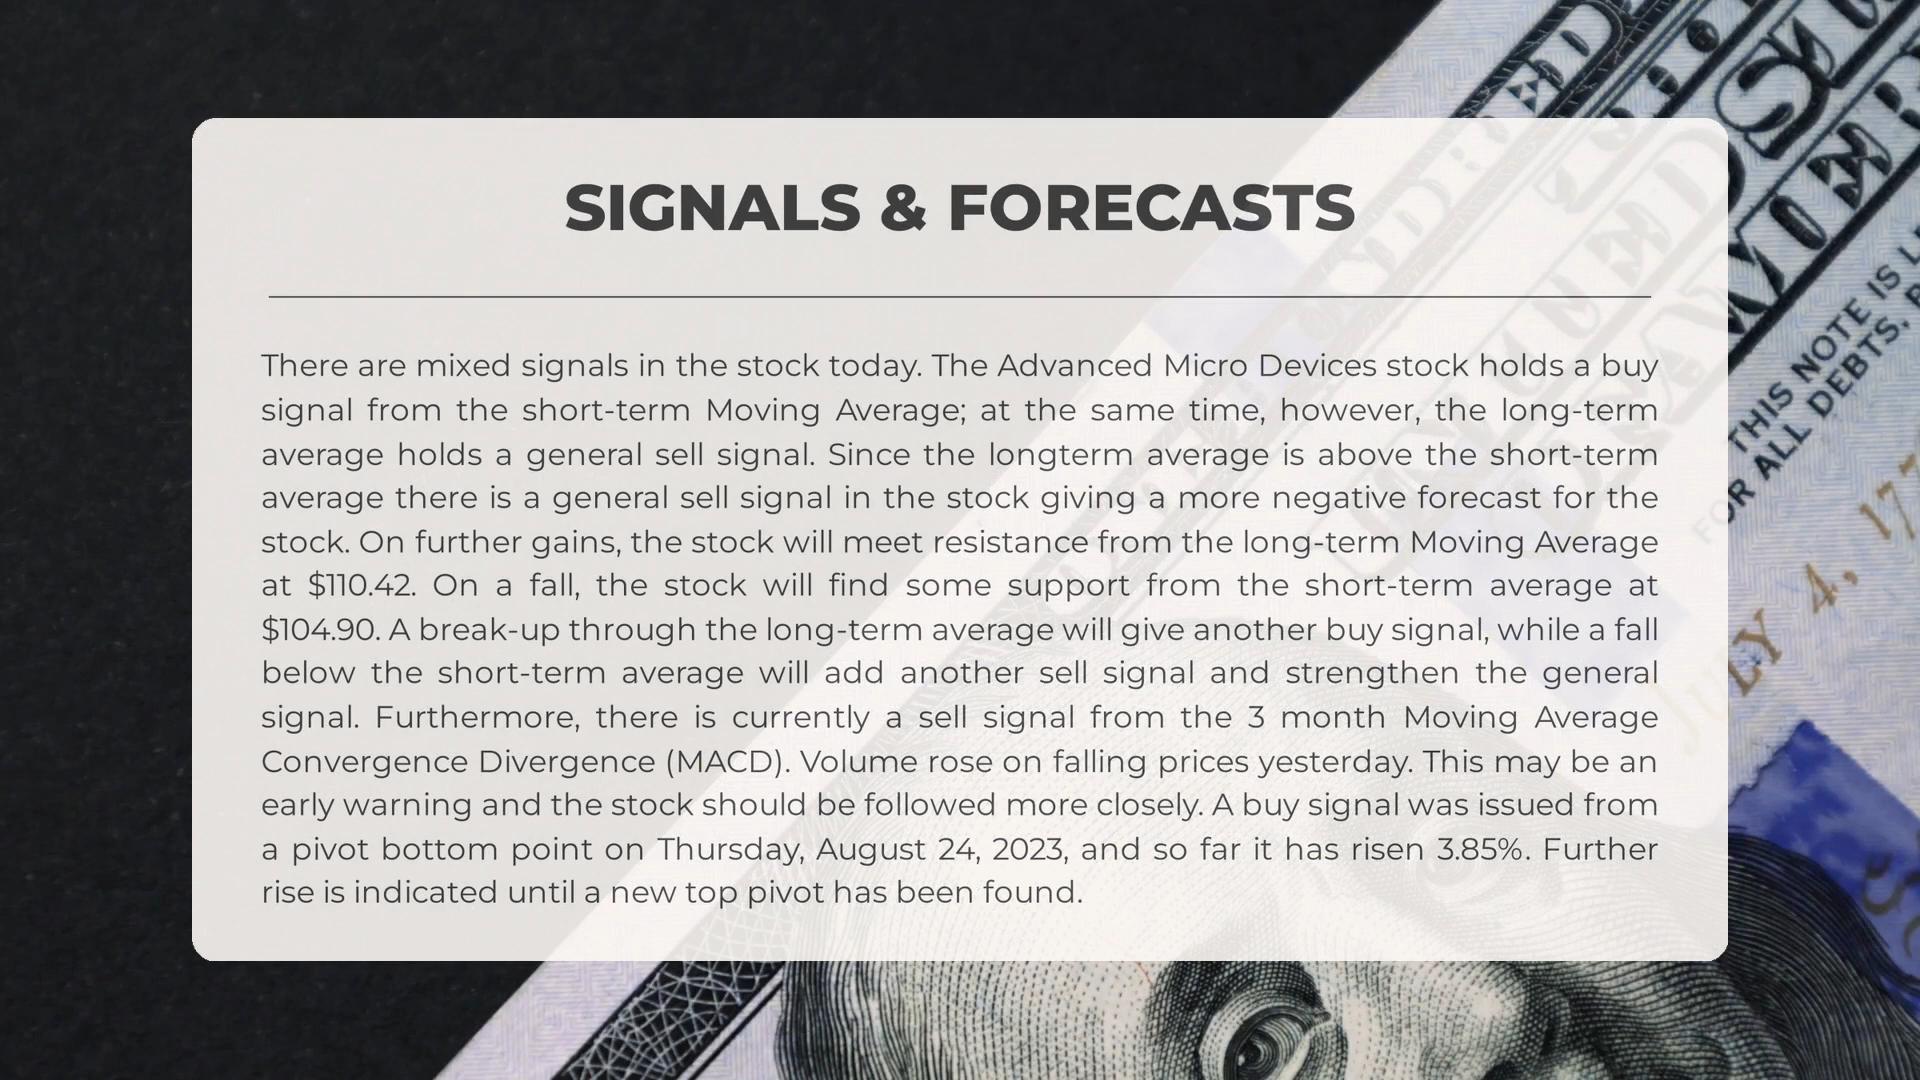 SIGNALS & FORECASTS
There are mixed signals in the stock today. The Advanced Micro Devices stock holds a buy
signal from the short-term Moving Average; at the same time, however, the long-term
average holds a general sell signal. Since the longterm average is above the short-term
average there is a general sell signal in the stock giving a more negative forecast for the
stock. On further gains, the stock will meet resistance from the long-term Moving Average
at $110.42. On a fall, the stock will find some support from the short-term average at
$104.90. A break-up through the long-term average will give another buy signal, while a fall
below the short-term average will add another sell signal and strengthen the general
signal. Furthermore, there is currently a sell signal from the 3 month Moving Average
Convergence Divergence (MACD). Volume rose on falling prices yesterday. This may be an
early warning and the stock should be followed more closely. A buy signal was issued from
a pivot bottom point on Thursday, August 24, 2023, and so far it has risen 3.85%. Further
rise is indicated until a new top pivot has been found.
THIS NOTE IS
FOR ALL DEBTS,
JULY 4, 177